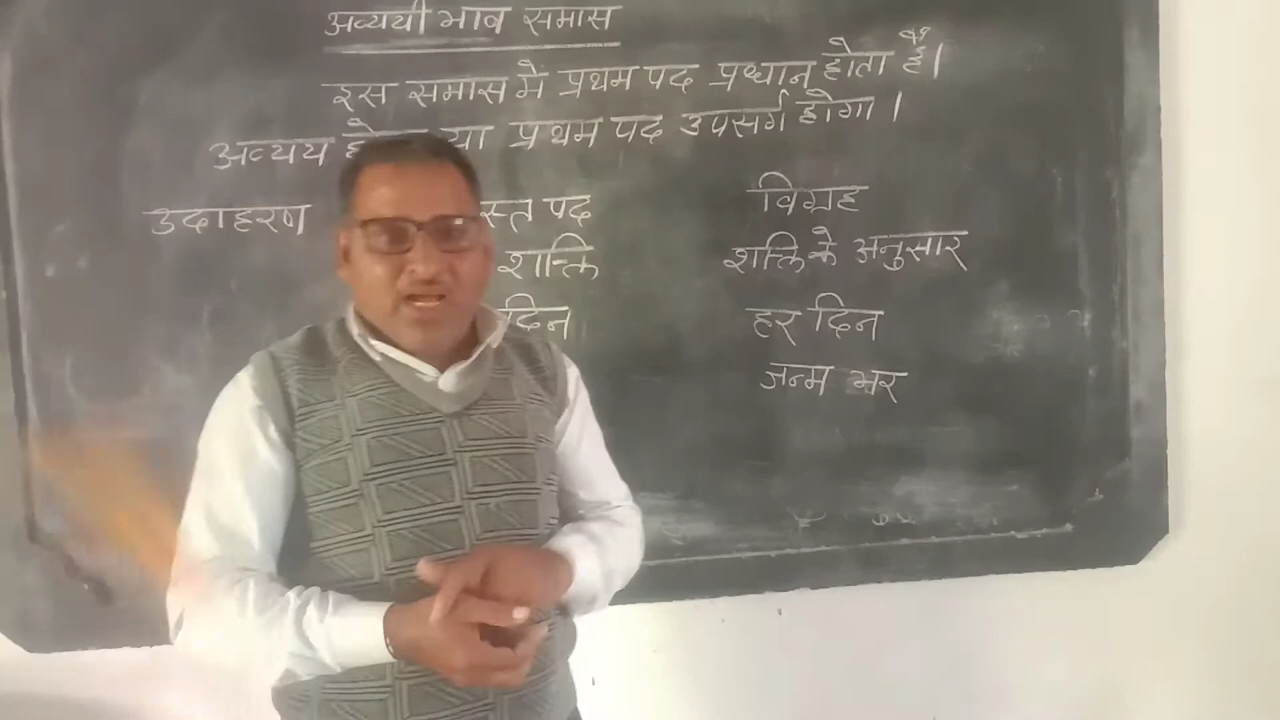 अव्ययी भाव समास
इस समास में प्रथम पद प्रधान होता है।
अव्यय या प्रथम पद उपसर्ग होगा।
उदाहरण स्त पद विग्रह
शक्ति शक्ति के अनुसार
दिन हर दिन
जन्म भर